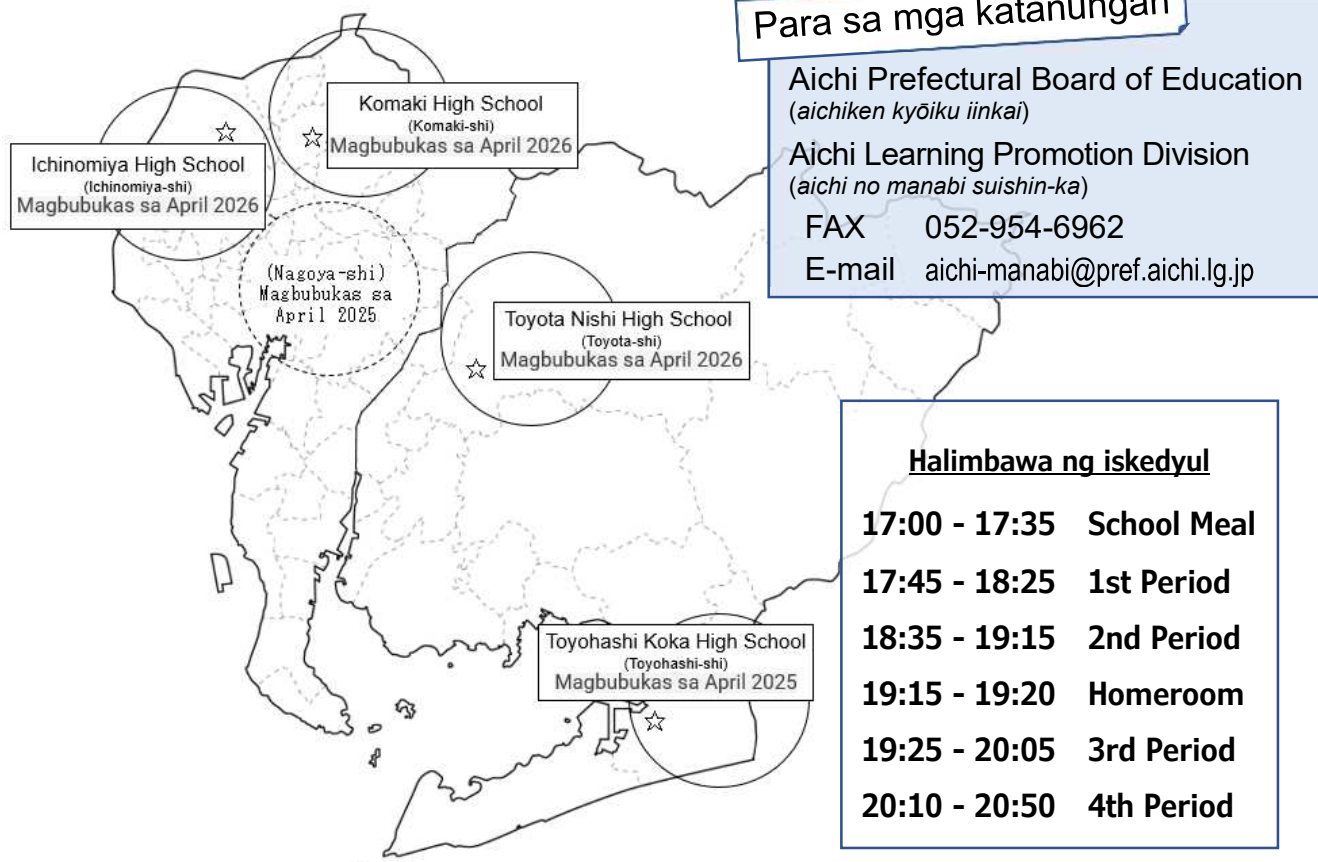 Para sa mga katanungan
Aichi Prefectural Board of Education
(aichiken kyōiku iinkai)
Aichi Learning Promotion Division
(aichi no manabi suishin-ka)
FAX 052-954-6962
E-mail aichi-manabi@pref.aichi.lg.jp
Komaki High School
(Komaki-shi)
Magbubukas sa April 2026
Ichinomiya High School
(Ichinomiya-shi)
Magbubukas sa April 2026
(Nagoya-shi)
Magbubukas sa
April 2025
Toyota Nishi High School
(Toyota-shi)
Magbubukas sa April 2026
Toyohashi Koka High School
(Toyohashi-shi)
Magbubukas sa April 2025
Halimbawa ng iskedyul
17:00 - 17:35 School Meal
17:45 - 18:25 1st Period
18:35 - 19:15 2nd Period
19:15 - 19:20 Homeroom
19:25 - 20:05 3rd Period
20:10 - 20:50 4th Period